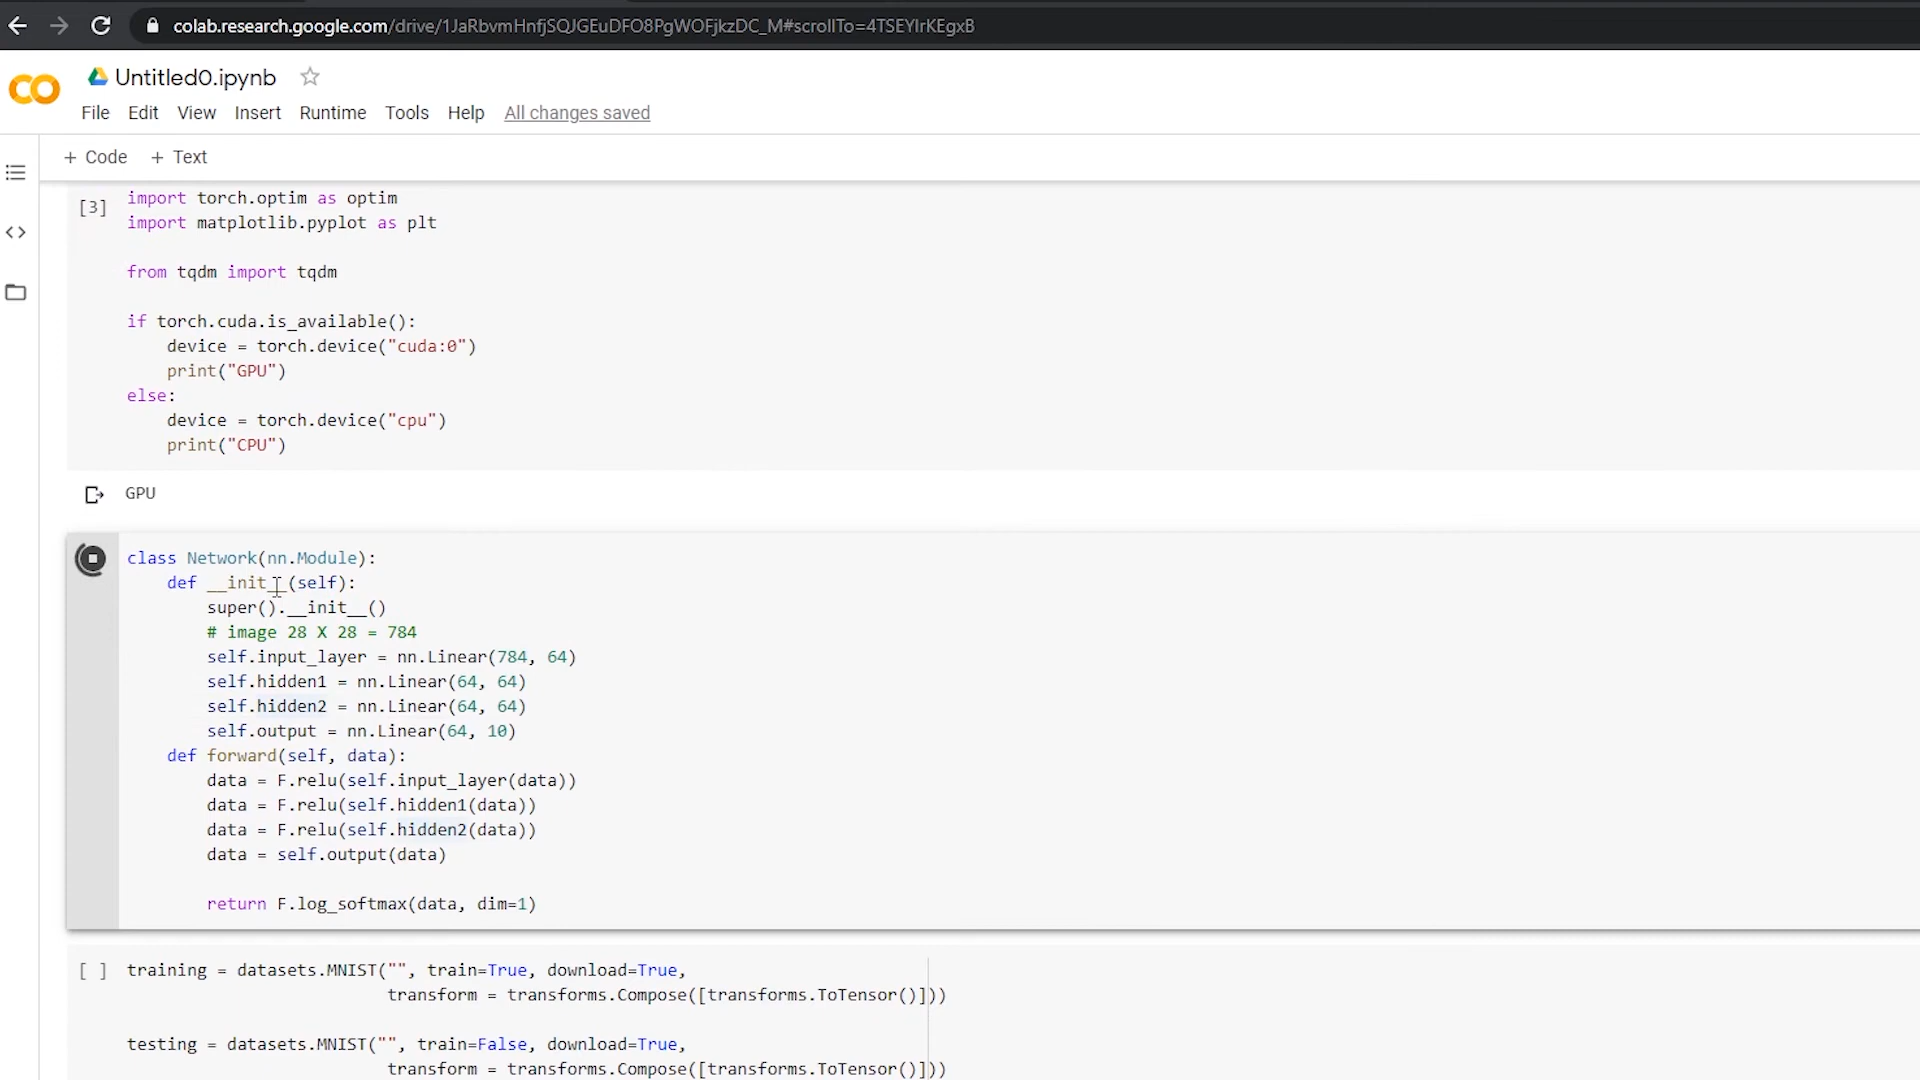 colab.research.google.com/drive/1JaRbvmHnfjSQJGEuDFO8PgWOFjkzDC_M#scrollTo=4TSEYlrKEgxB
Untitled0.ipynb
File Edit View Insert Runtime Tools Help All changes saved
+ Code + Text
[3]
import torch.optim as optim
import matplotlib.pyplot as plt
from tqdm import tqdm
if torch.cuda.is_available():
    device = torch.device("cuda:0")
    print("GPU")
else:
    device = torch.device("cpu")
    print("CPU")
GPU
class Network(nn.Module):
    def __init__(self):
        super().__init__()
        # image 28 X 28 = 784
        self.input_layer = nn.Linear(784, 64)
        self.hidden1 = nn.Linear(64, 64)
        self.hidden2 = nn.Linear(64, 64)
        self.output = nn.Linear(64, 10)
    def forward(self, data):
        data = F.relu(self.input_layer(data))
        data = F.relu(self.hidden1(data))
        data = F.relu(self.hidden2(data))
        data = self.output(data)
        return F.log_softmax(data, dim=1)
[ ] training = datasets.MNIST("", train=True, download=True,
                          transform = transforms.Compose([transforms.ToTensor()]))
testing = datasets.MNIST("", train=False, download=True,
                          transform = transforms.Compose([transforms.ToTensor()]))